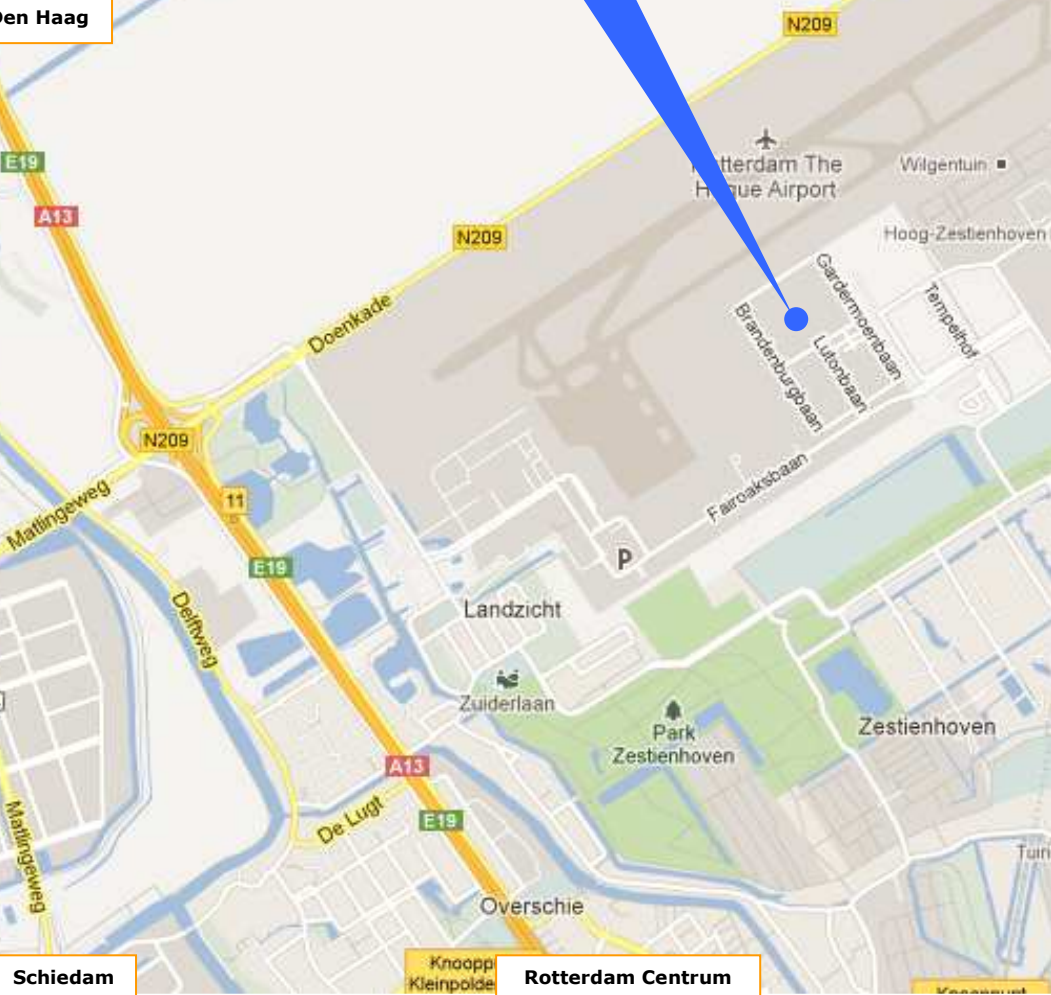 Den Haag
N209
E19
A13
N209
Rotterdam The
Hague Airport
Wilgentuin
Hoog-Zestienhoven
Gardermoenbaan
Tempelhof
Brandenburgbaan
Lutonbaan
Doenkade
N209
Matlingeweg
11
Fairoaksbaan
P
E19
Delftweg
Landzicht
Zuiderlaan
Park
Zestienhoven
Zestienhoven
A13
De Lugt
E19
Matlingeweg
Overschie
Schiedam
Rotterdam Centrum